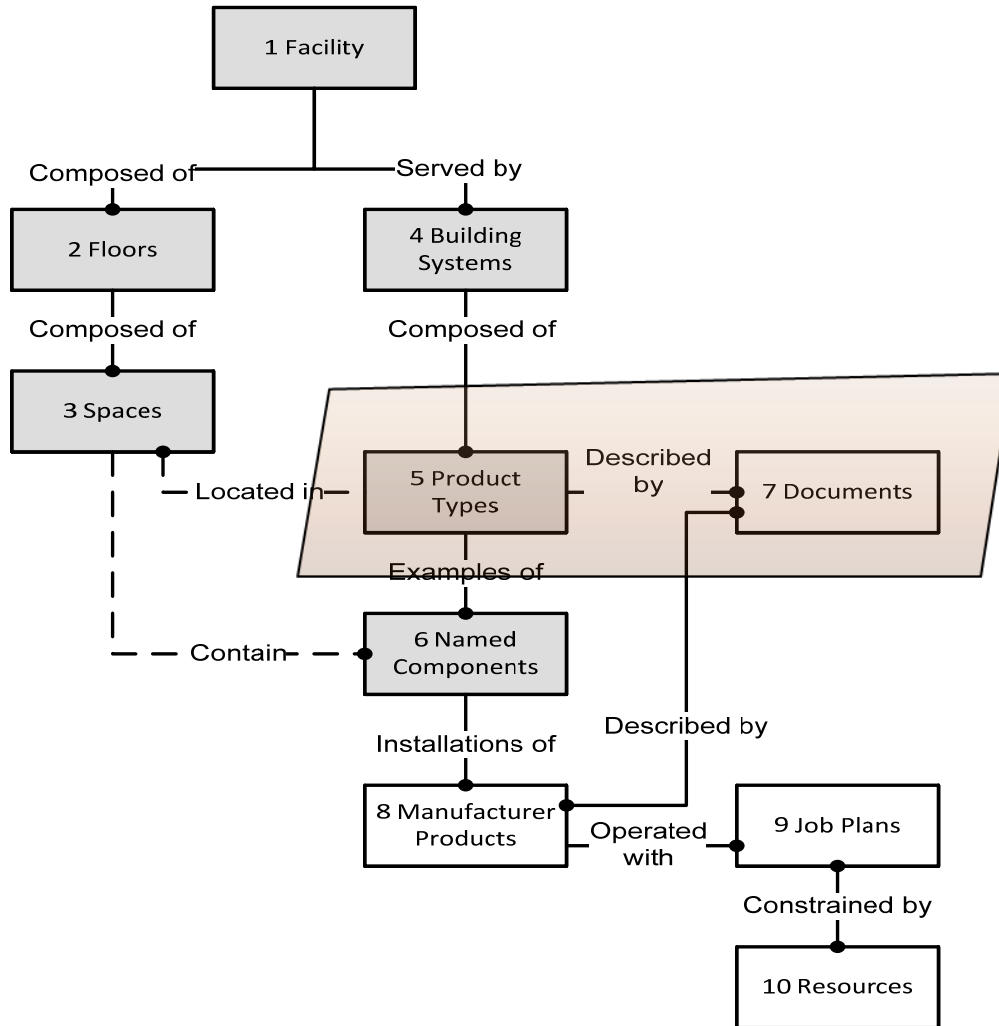 1 Facility
Composed of
Served by
2 Floors
4 Building
Systems
Composed of
Composed of
3 Spaces
5 Product
Types
Described
by
7 Documents
Located in
Examples of
6 Named
Components
Contain
Described by
Installations of
8 Manufacturer
Products
Operated
with
9 Job Plans
Constrained by
10 Resources